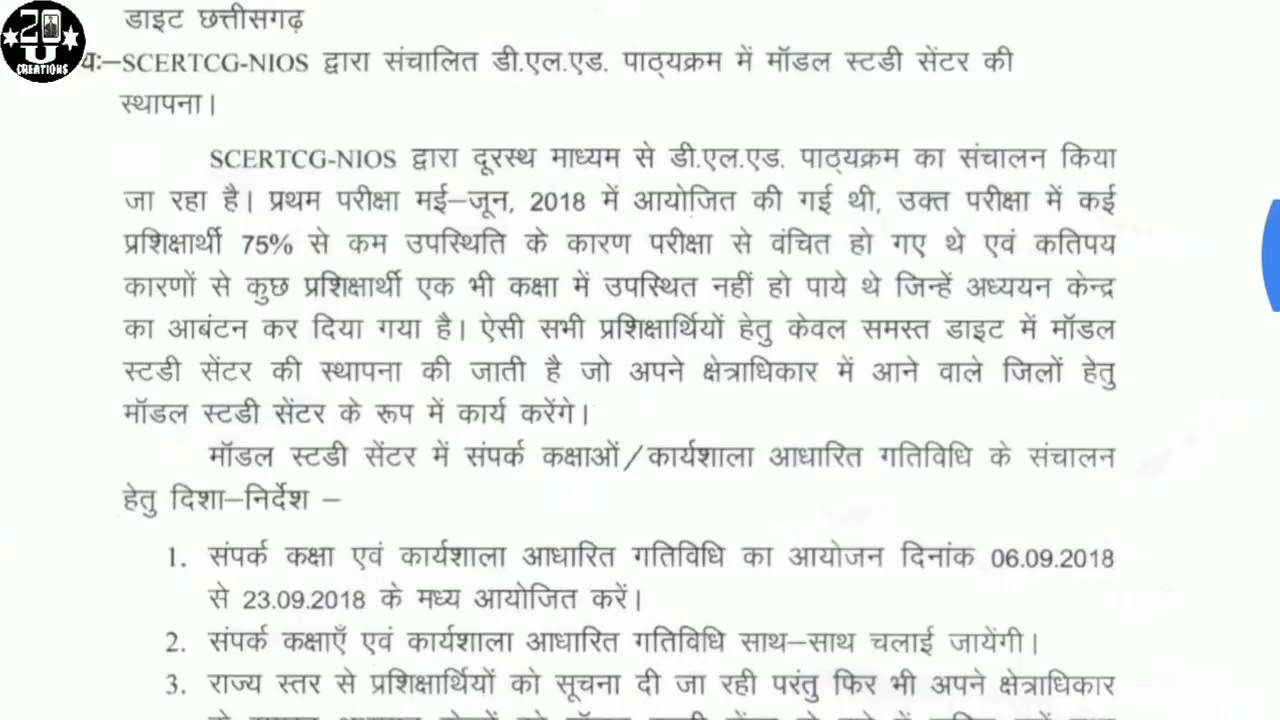 डाइट छत्तीसगढ़
यः–SCERTCG-NIOS द्वारा संचालित डी.एल.एड. पाठ्यक्रम में मॉडल स्टडी सेंटर की
स्थापना।
SCERTCG-NIOS द्वारा दूरस्थ माध्यम से डी.एल.एड. पाठ्यक्रम का संचालन किया
जा रहा है। प्रथम परीक्षा मई–जून, 2018 में आयोजित की गई थी, उक्त परीक्षा में कई
प्रशिक्षार्थी 75% से कम उपस्थिति के कारण परीक्षा से वंचित हो गए थे एवं कतिपय
कारणों से कुछ प्रशिक्षार्थी एक भी कक्षा में उपस्थित नहीं हो पाये थे जिन्हें अध्ययन केन्द्र
का आबंटन कर दिया गया है। ऐसी सभी प्रशिक्षार्थियों हेतु केवल समस्त डाइट में मॉडल
स्टडी सेंटर की स्थापना की जाती है जो अपने क्षेत्राधिकार में आने वाले जिलों हेतु
मॉडल स्टडी सेंटर के रूप में कार्य करेंगे।
मॉडल स्टडी सेंटर में संपर्क कक्षाओं/कार्यशाला आधारित गतिविधि के संचालन
हेतु दिशा–निर्देश –
1. संपर्क कक्षा एवं कार्यशाला आधारित गतिविधि का आयोजन दिनांक 06.09.2018
से 23.09.2018 के मध्य आयोजित करें।
2. संपर्क कक्षाएँ एवं कार्यशाला आधारित गतिविधि साथ–साथ चलाई जायेंगी।
3. राज्य स्तर से प्रशिक्षार्थियों को सूचना दी जा रही परंतु फिर भी अपने क्षेत्राधिकार
20
U
CREATIONS